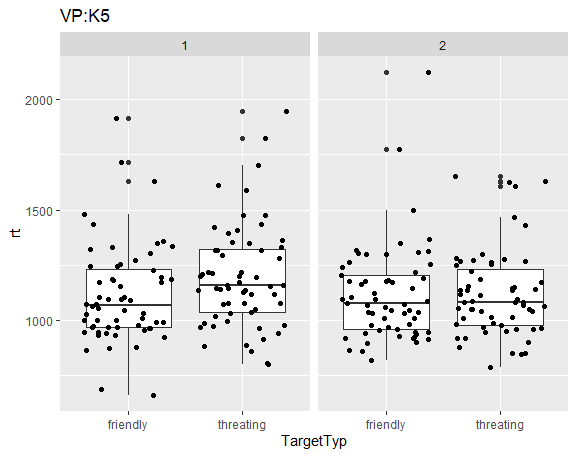 VP:K5
1
2
rt
2000
1500
1000
friendly
threating
friendly
threating
TargetTyp